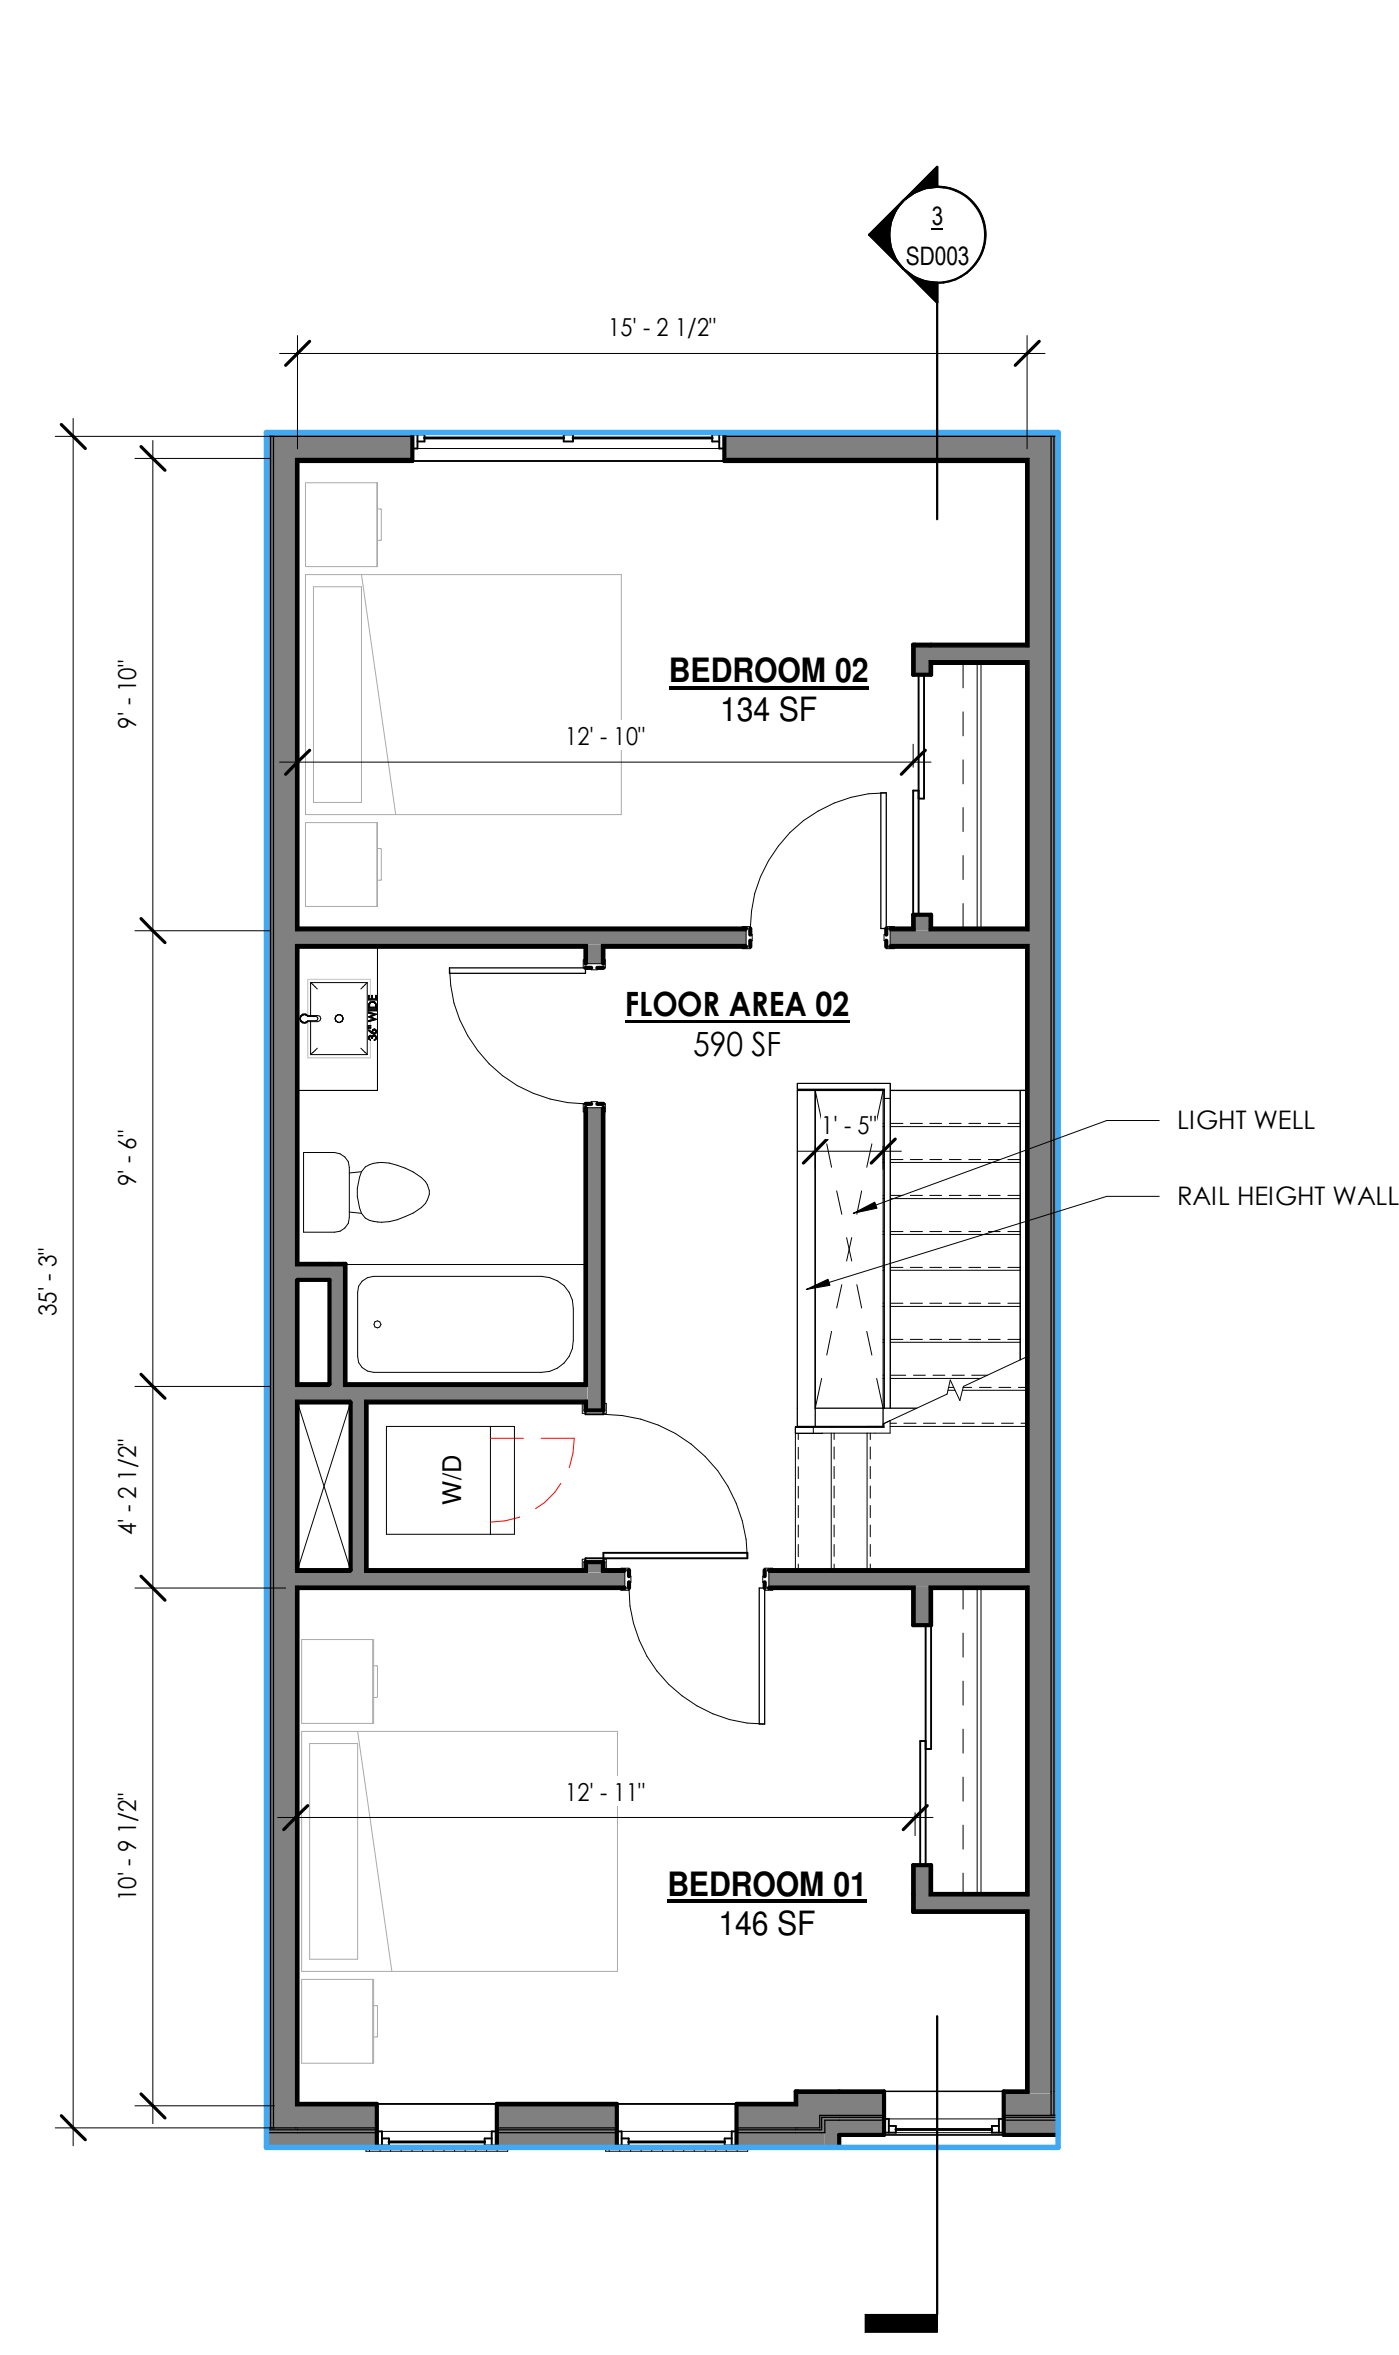 3
SD003
15' - 2 1/2"
BEDROOM 02
134 SF
9' - 10"
12' - 10"
36" WIDE
FLOOR AREA 02
590 SF
1' - 5"
LIGHT WELL
9' - 6"
RAIL HEIGHT WALL
35' - 3"
4' - 2 1/2"
W/D
12' - 11"
10' - 9 1/2"
BEDROOM 01
146 SF